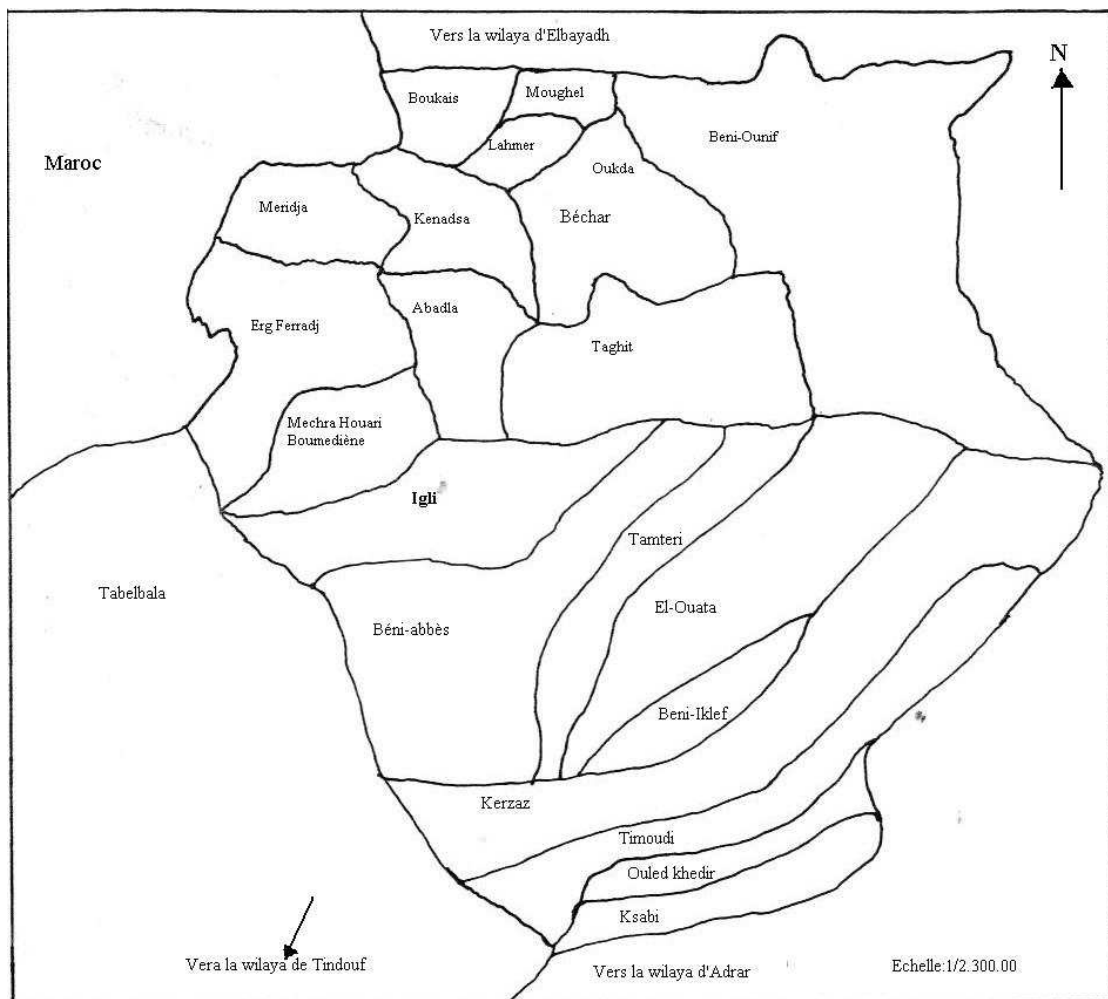 Vers la wilaya d'Elbayadh
N
Boukais
Moughel
Beni-Ounif
Lahmer
Maroc
Oukda
Meridja
Kenadsa
Béchar
Abadla
Erg Ferradj
Taghit
Mechra Houari
Boumediène
Igli
Tamteri
Tabelbala
El-Ouata
Béni-abbès
Beni-Iklef
Kerzaz
Timoudi
Ouled khedir
Ksabi
Vera la wilaya de Tindouf
Vers la wilaya d'Adrar
Echelle:1/2.300.00